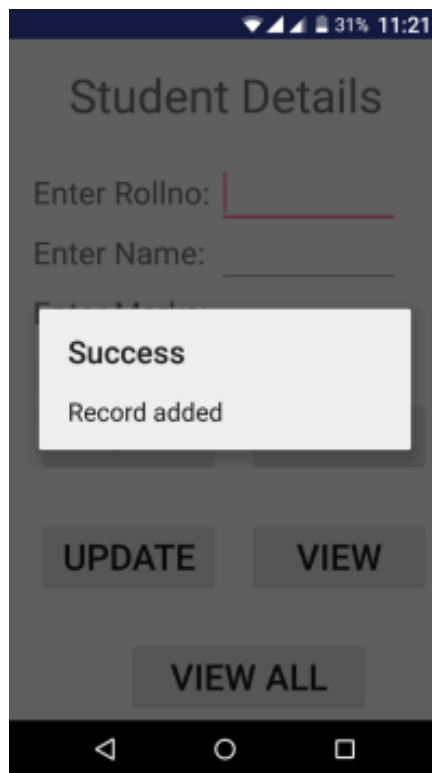 31% 11:21
Student Details
Enter Rollno:
Enter Name:
Success
Record added
UPDATE VIEW
VIEW ALL